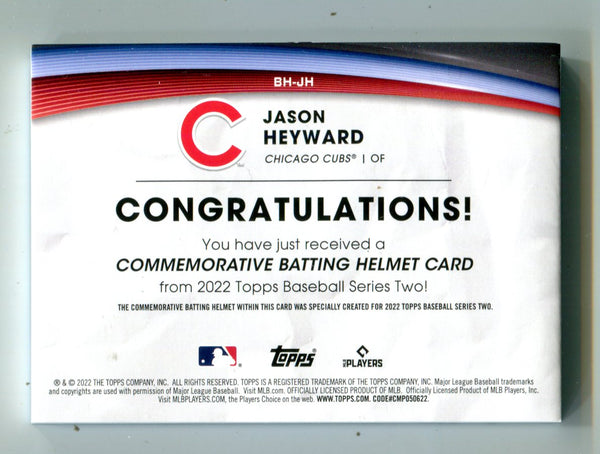 BH-JH
C
JASON
HEYWARD
CHICAGO CUBS® | OF
CONGRATULATIONS!
You have just received a
COMMEMORATIVE BATTING HELMET CARD
from 2022 Topps Baseball Series Two!
THE COMMEMORATIVE BATTING HELMET WITHIN THIS CARD WAS SPECIALLY CREATED FOR 2022 TOPPS BASEBALL SERIES TWO.
topps MLB PLAYERS
® & © 2022 THE TOPPS COMPANY, INC. ALL RIGHTS RESERVED. TOPPS IS A REGISTERED TRADEMARK OF THE TOPPS COMPANY, INC. Major League Baseball trademarks
and copyrights are used with permission of Major League Baseball. Visit MLB.com. OFFICIALLY LICENSED PRODUCT OF MLB PLAYERS, INC. Officially Licensed Product of MLB Players, Inc.
Visit MLBPLAYERS.com, the Players Choice on the web. WWW.TOPPS.COM. CODE#CMP050622.